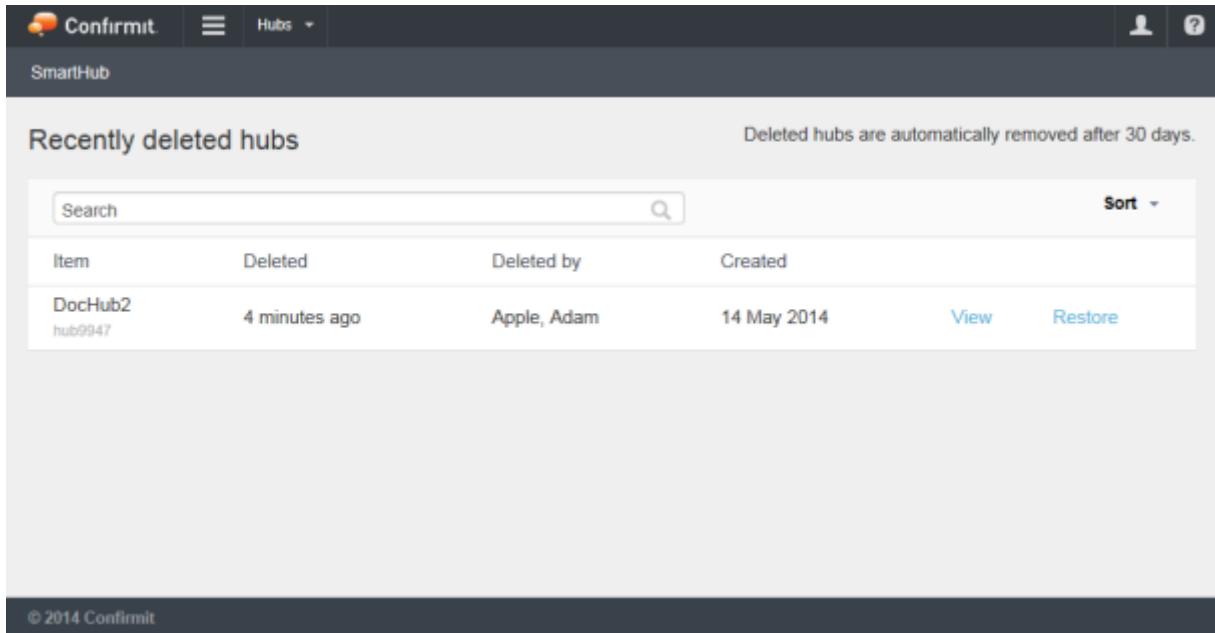 Confirmit.
Hubs
SmartHub
Recently deleted hubs
Deleted hubs are automatically removed after 30 days.
Search
Sort
Item Deleted Deleted by Created
DocHub2 4 minutes ago Apple, Adam 14 May 2014 View Restore
hub9947
© 2014 Confirmit